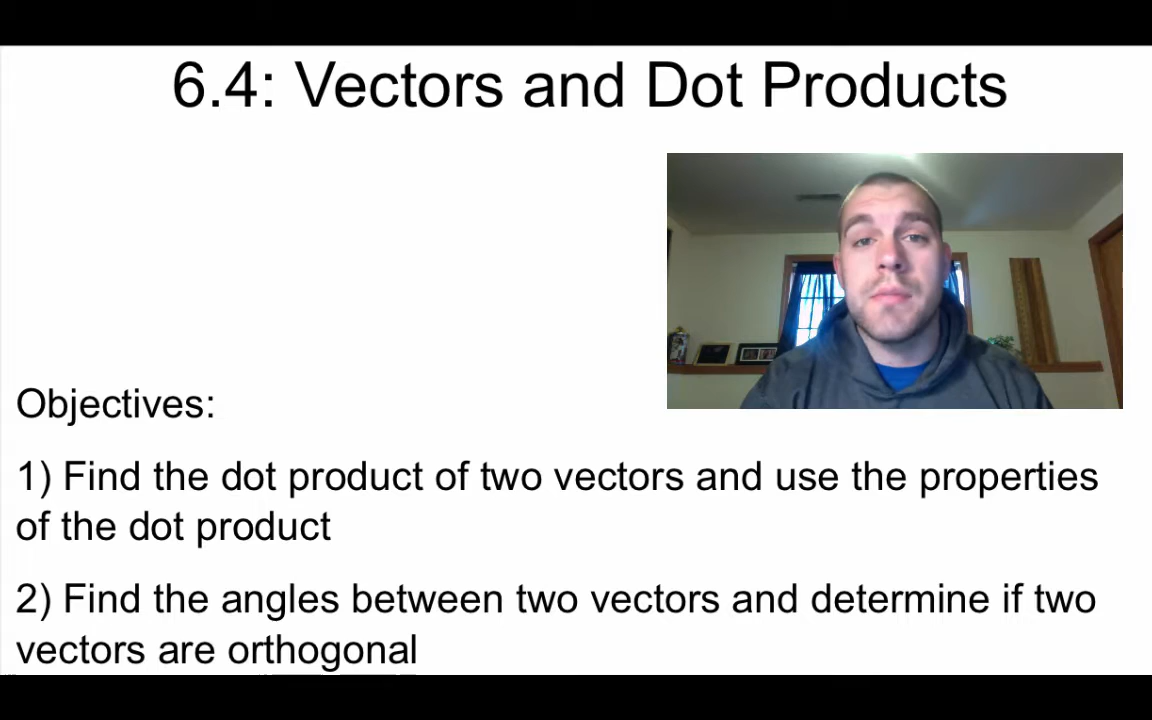 6.4: Vectors and Dot Products
Objectives:
1) Find the dot product of two vectors and use the properties
of the dot product
2) Find the angles between two vectors and determine if two
vectors are orthogonal